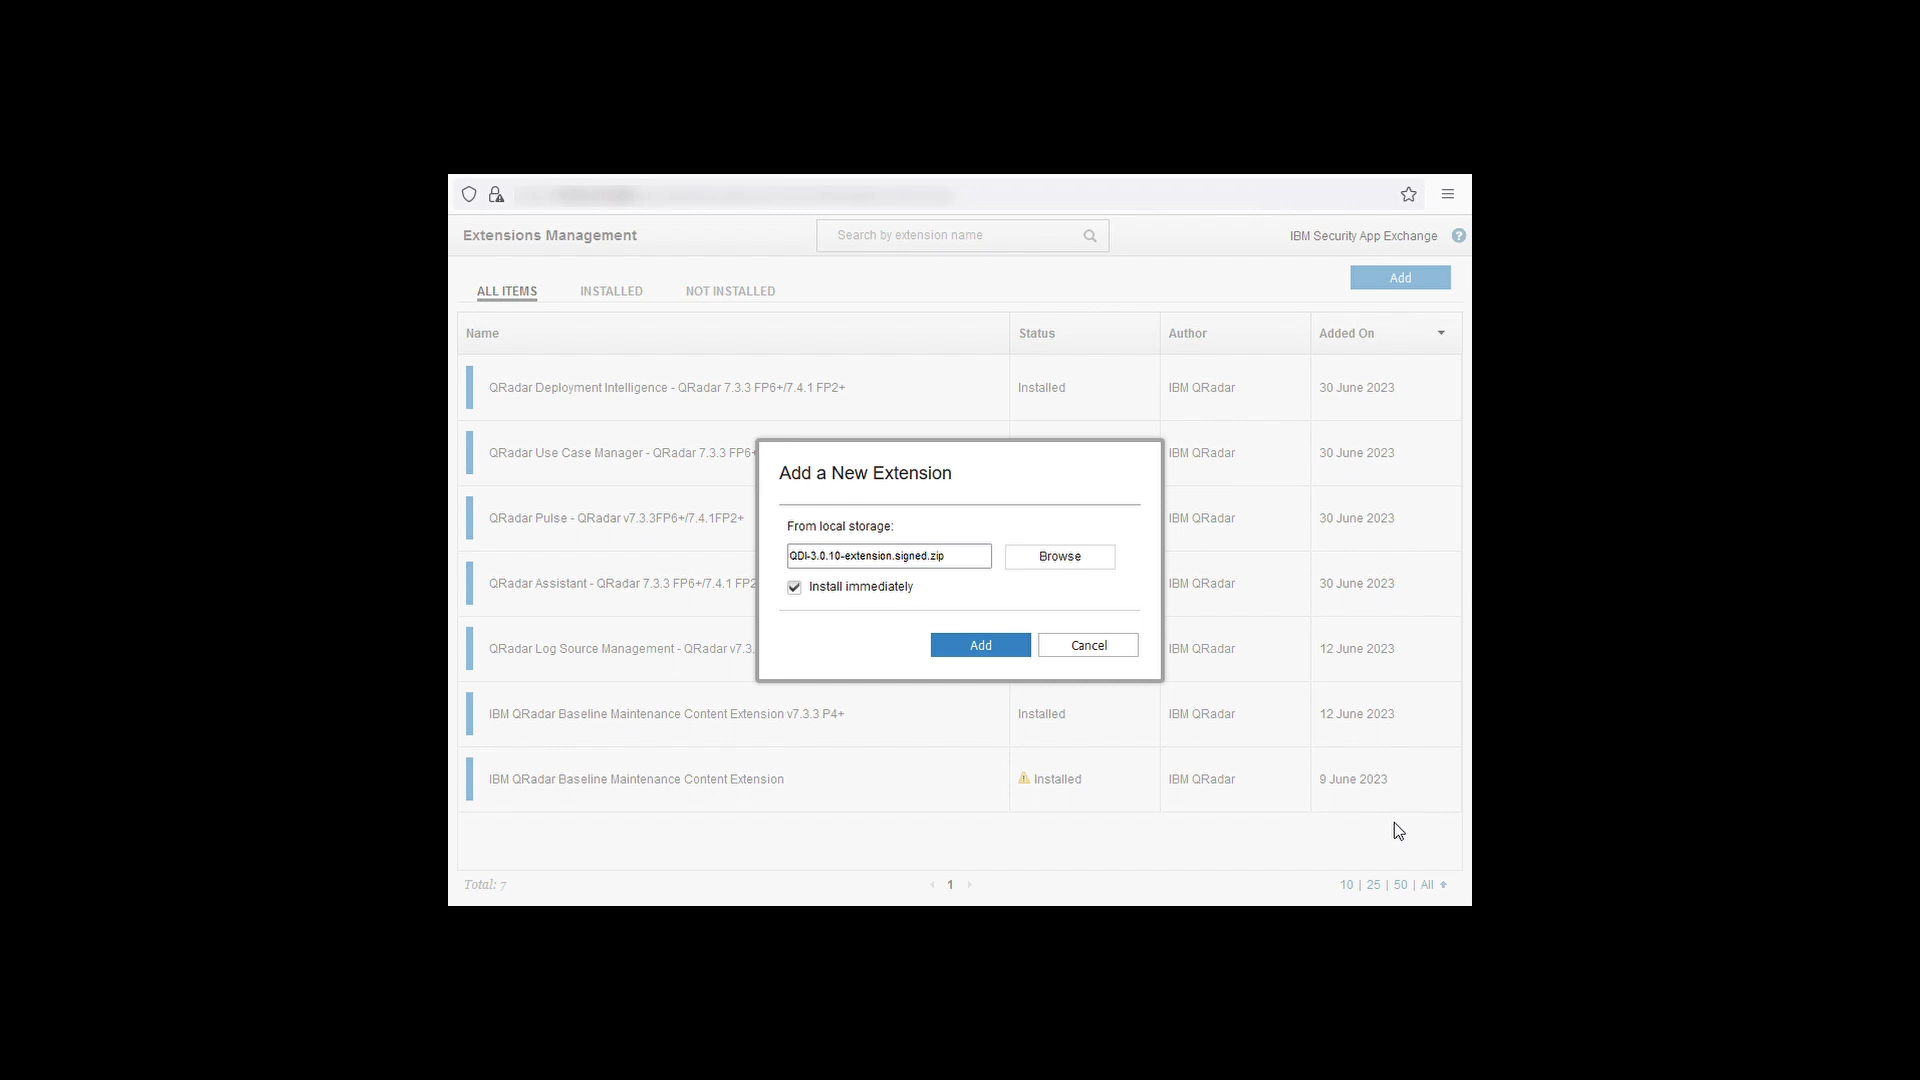 Extensions Management
Search by extension name
IBM Security App Exchange
?
Add
ALL ITEMS INSTALLED NOT INSTALLED
Name Status Author Added On
QRadar Deployment Intelligence - QRadar 7.3.3 FP6+/7.4.1 FP2+ Installed IBM QRadar 30 June 2023
QRadar Use Case Manager - QRadar 7.3.3 FP6+ IBM QRadar 30 June 2023
QRadar Pulse - QRadar v7.3.3FP6+/7.4.1FP2+ IBM QRadar 30 June 2023
QRadar Assistant - QRadar 7.3.3 FP6+/7.4.1 FP2 IBM QRadar 30 June 2023
QRadar Log Source Management - QRadar v7.3. IBM QRadar 12 June 2023
IBM QRadar Baseline Maintenance Content Extension v7.3.3 P4+ Installed IBM QRadar 12 June 2023
IBM QRadar Baseline Maintenance Content Extension Installed IBM QRadar 9 June 2023
Add a New Extension
From local storage:
QDI-3.0.10-extension.signed.zip Browse
Install immediately
Add Cancel
Total: 7 1 10 | 25 | 50 | All